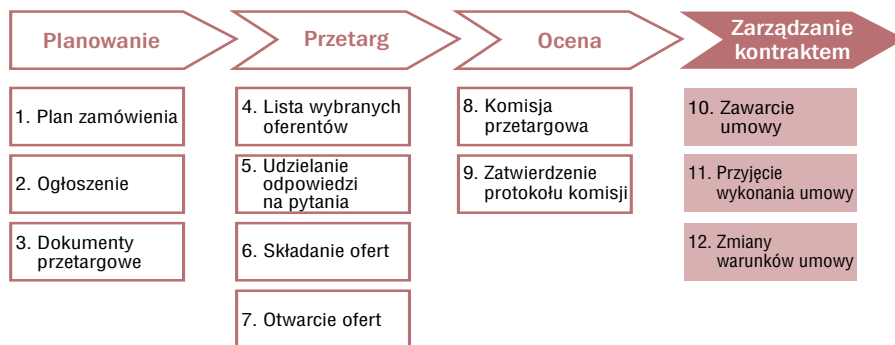 Planowanie
Przetarg
Ocena
Zarządzanie
kontraktem
1. Plan zamówienia
2. Ogłoszenie
3. Dokumenty
przetargowe
4. Lista wybranych
oferentów
5. Udzielanie
odpowiedzi
na pytania
6. Składanie ofert
7. Otwarcie ofert
8. Komisja
przetargowa
9. Zatwierdzenie
protokołu komisji
10. Zawarcie
umowy
11. Przyjęcie
wykonania umowy
12. Zmiany
warunków umowy